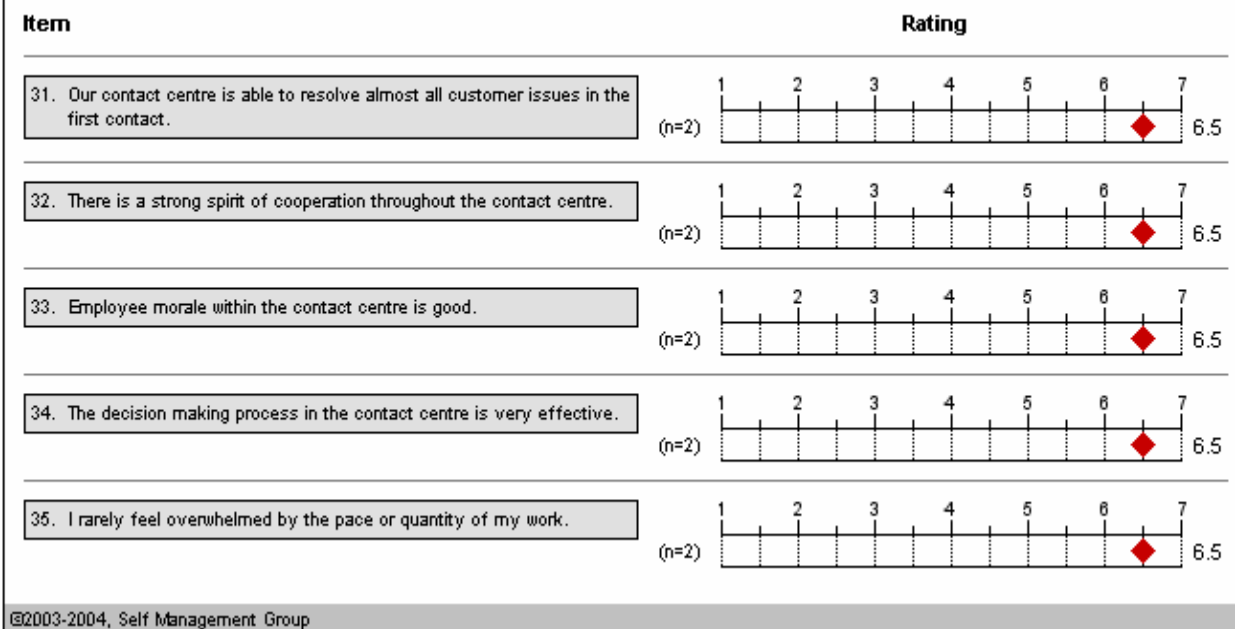 Item Rating
31. Our contact centre is able to resolve almost all customer issues in the
first contact.
1 2 3 4 5 6 7
(n=2) 6.5
32. There is a strong spirit of cooperation throughout the contact centre.
1 2 3 4 5 6 7
(n=2) 6.5
33. Employee morale within the contact centre is good.
1 2 3 4 5 6 7
(n=2) 6.5
34. The decision making process in the contact centre is very effective.
1 2 3 4 5 6 7
(n=2) 6.5
35. I rarely feel overwhelmed by the pace or quantity of my work.
1 2 3 4 5 6 7
(n=2) 6.5
©2003-2004, Self Management Group